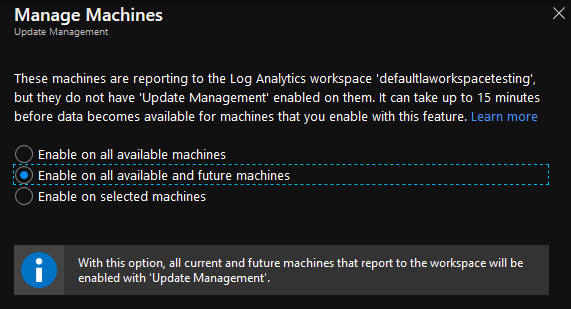 Manage Machines
Update Management
These machines are reporting to the Log Analytics workspace 'defaultlaworkspacetesting',
but they do not have 'Update Management' enabled on them. It can take up to 15 minutes
before data becomes available for machines that you enable with this feature. Learn more
Enable on all available machines
Enable on all available and future machines
Enable on selected machines
With this option, all current and future machines that report to the workspace will be
enabled with 'Update Management'.